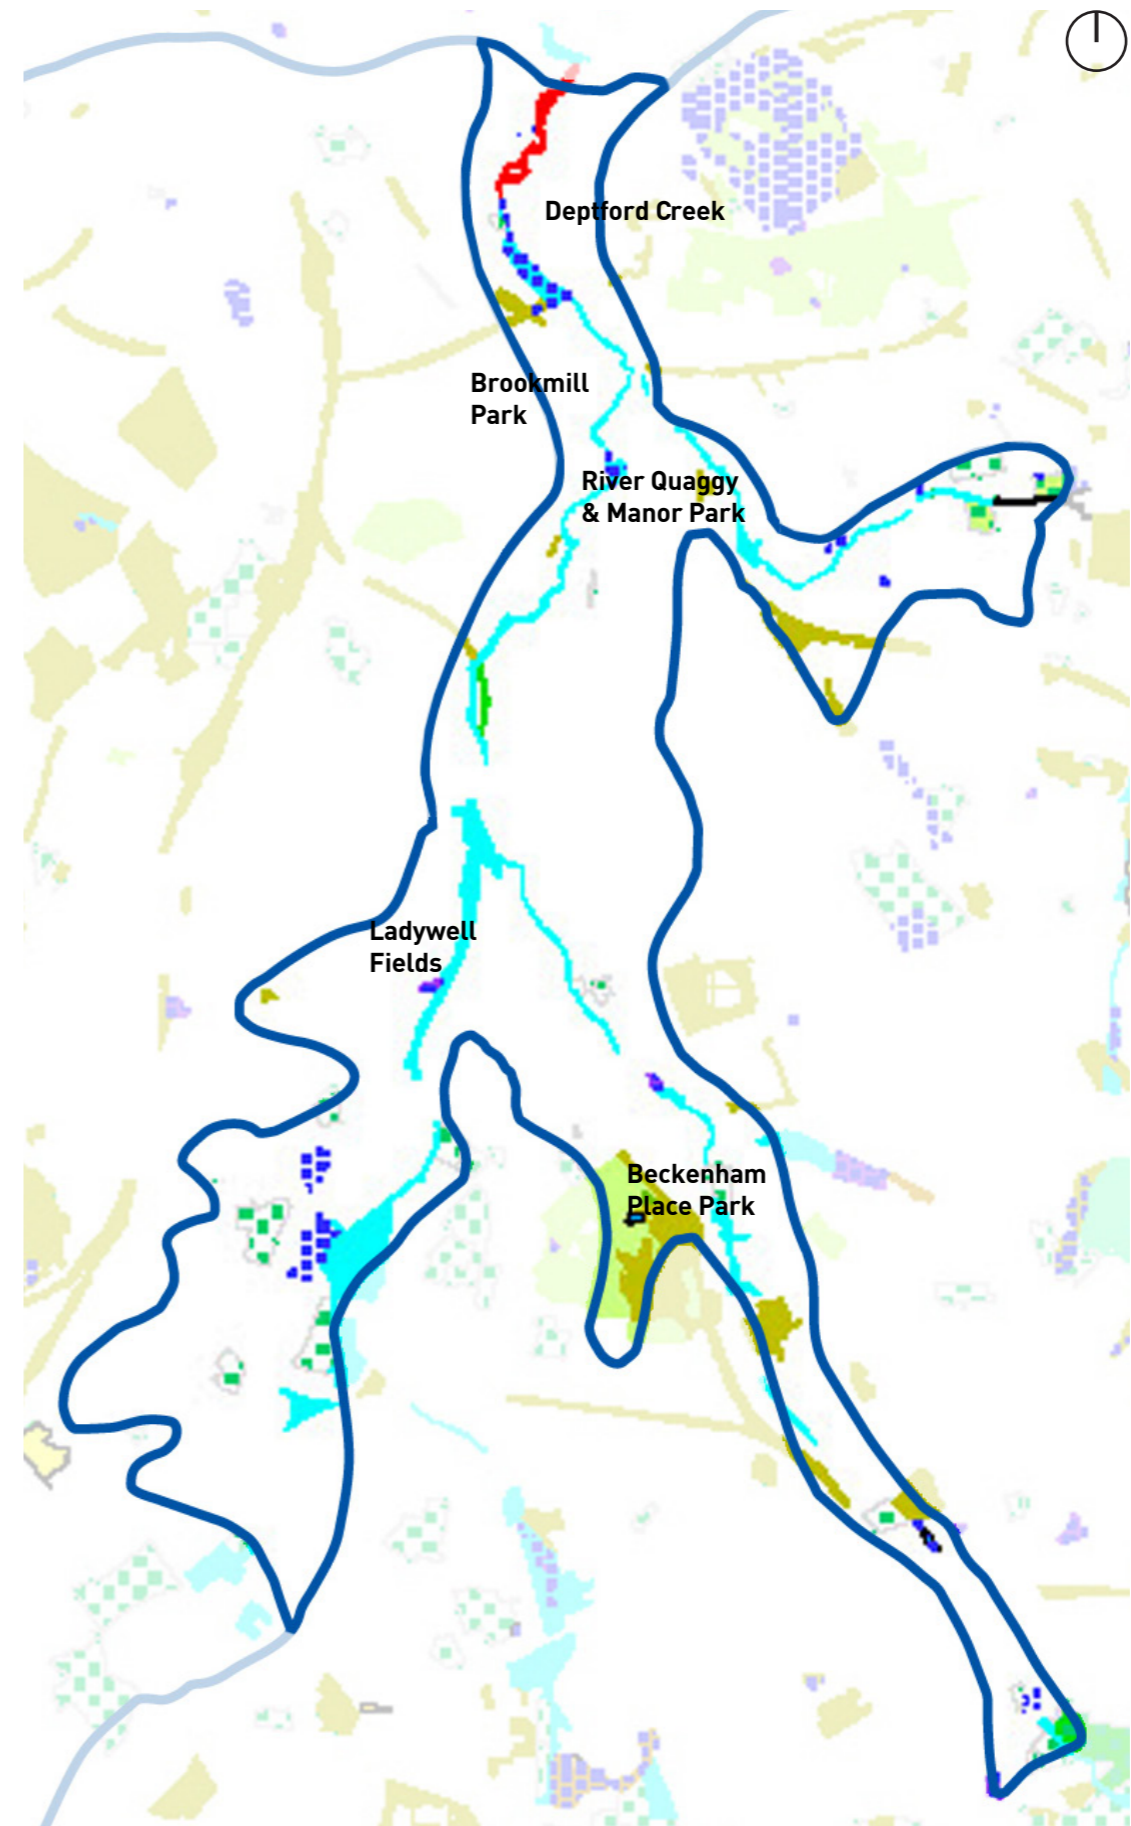 Deptford Creek
Brookmill
Park
River Quaggy
& Manor Park
Ladywell
Fields
Beckenham
Place Park